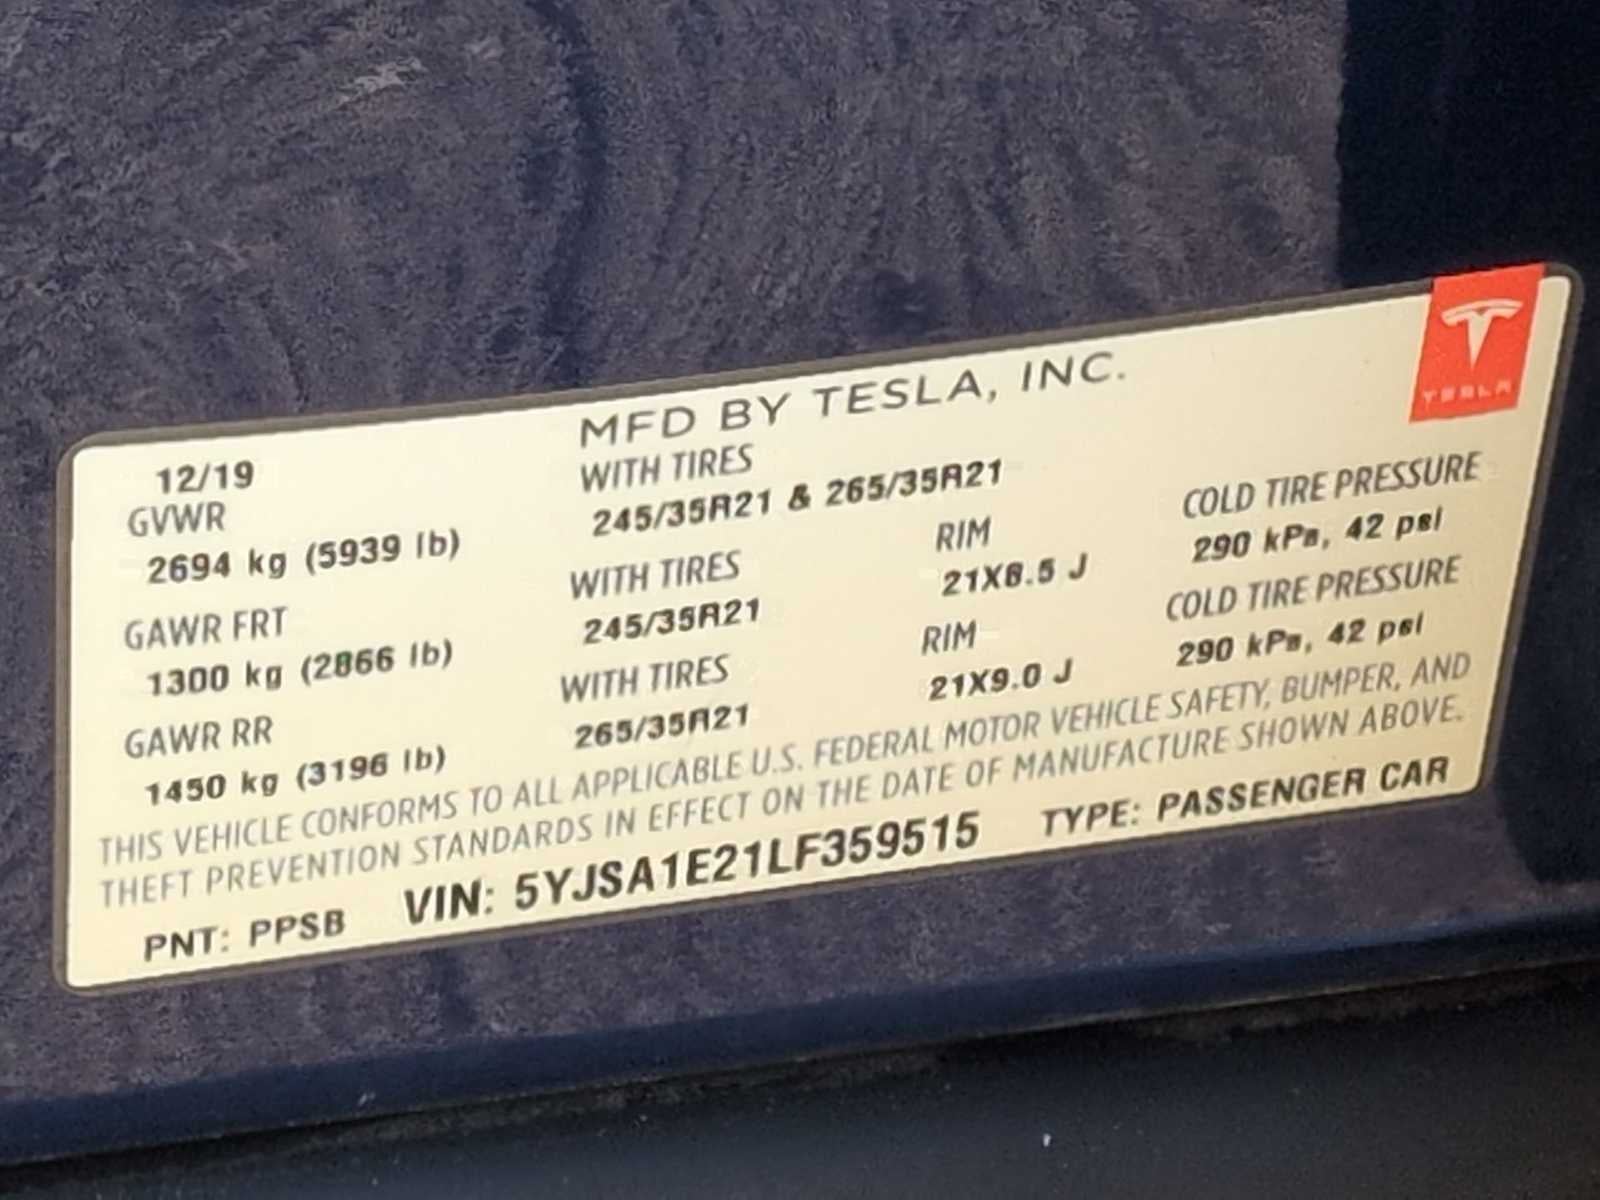 TESLA
MFD BY TESLA, INC.
12/19
WITH TIRES
COLD TIRE PRESSURE
GVWR
245/35R21 & 265/35R21
290 kPa, 42 psi
2694 kg (5939 lb)
WITH TIRES
RIM
COLD TIRE PRESSURE
GAWR FRT
245/35R21
21X8.5 J
290 kPa, 42 psi
1300 kg (2866 lb)
WITH TIRES
RIM
GAWR RR
265/35R21
21X9.0 J
1450 kg (3196 lb)
THIS VEHICLE CONFORMS TO ALL APPLICABLE U.S. FEDERAL MOTOR VEHICLE SAFETY, BUMPER, AND
THEFT PREVENTION STANDARDS IN EFFECT ON THE DATE OF MANUFACTURE SHOWN ABOVE.
PNT: PPSB VIN: 5YJSA1E21LF359515 TYPE: PASSENGER CAR